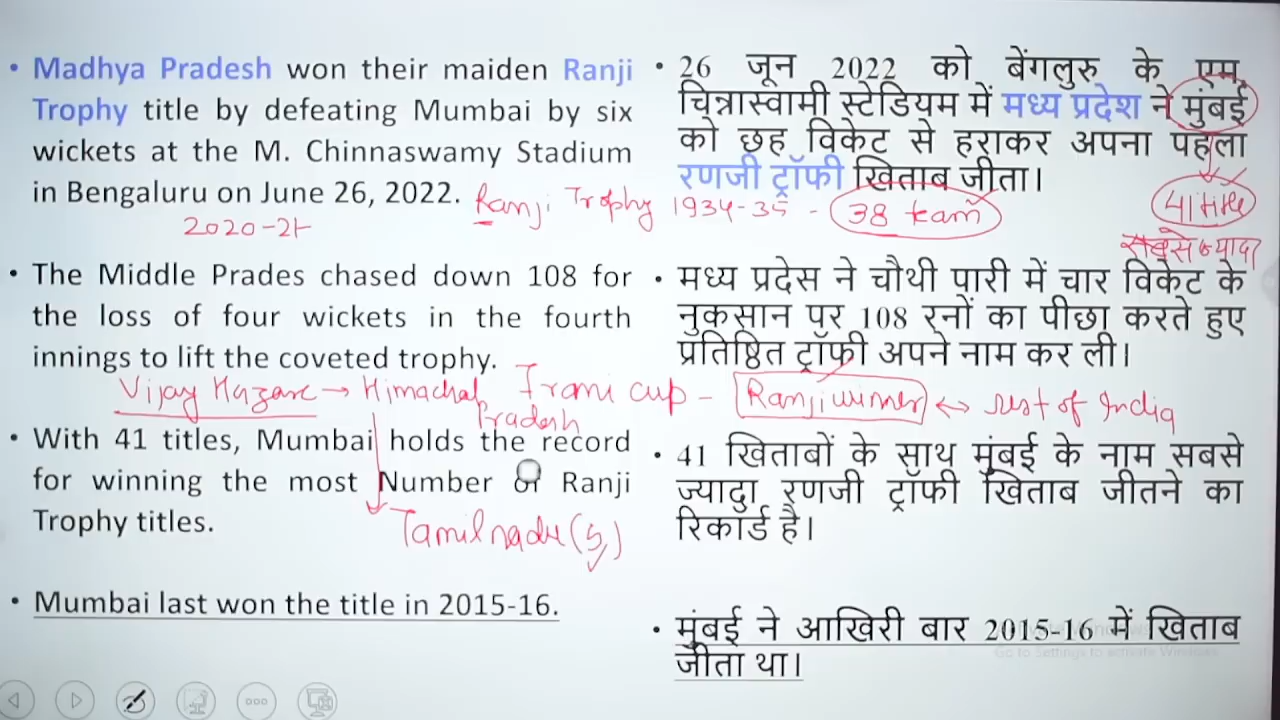 • Madhya Pradesh won their maiden Ranji
Trophy title by defeating Mumbai by six
wickets at the M. Chinnaswamy Stadium
in Bengaluru on June 26, 2022.
2020-21
Ranji Trophy 1934-35 - 38 team
• The Middle Prades chased down 108 for
the loss of four wickets in the fourth
innings to lift the coveted trophy.
Vijay Hazare → Himachal
Pradesh
Irani cup - Ranji winner ↔ rest of India
• With 41 titles, Mumbai holds the record
for winning the most Number of Ranji
Trophy titles.
Tamilnadu (5)
• Mumbai last won the title in 2015-16.
• 26 जून 2022 को बेंगलुरु के एम.
चिन्नास्वामी स्टेडियम में मध्य प्रदेश ने मुंबई
को छह विकेट से हराकर अपना पहला
रणजी ट्रॉफी खिताब जीता।
41 title
सबसे ज्यादा
• मध्य प्रदेस ने चौथी पारी में चार विकेट के
नुकसान पर 108 रनों का पीछा करते हुए
प्रतिष्ठित ट्रॉफी अपने नाम कर ली।
• 41 खिताबों के साथ मुंबई के नाम सबसे
ज्यादा रणजी ट्रॉफी खिताब जीतने का
रिकार्ड है।
• मुंबई ने आखिरी बार 2015-16 में खिताब
जीता था।
Go to Settings to activate Windows.